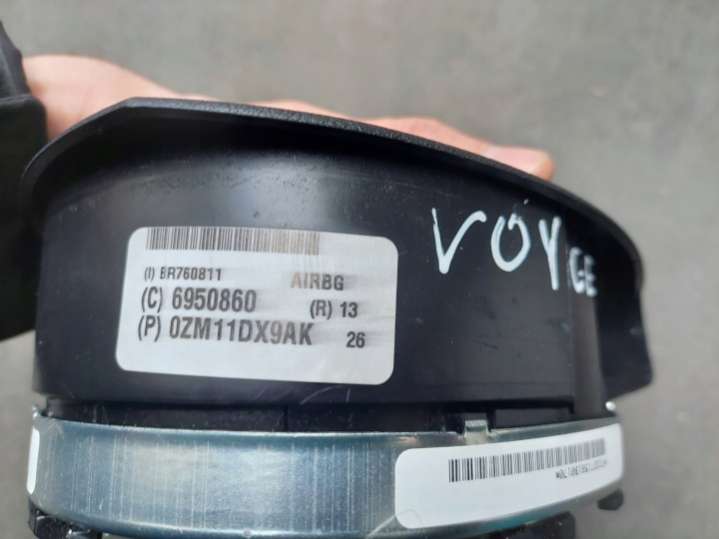 (I) BR760811 AIRBG
(C) 6950860 (R) 13
(P) 0ZM11DX9AK 26
VOYGE